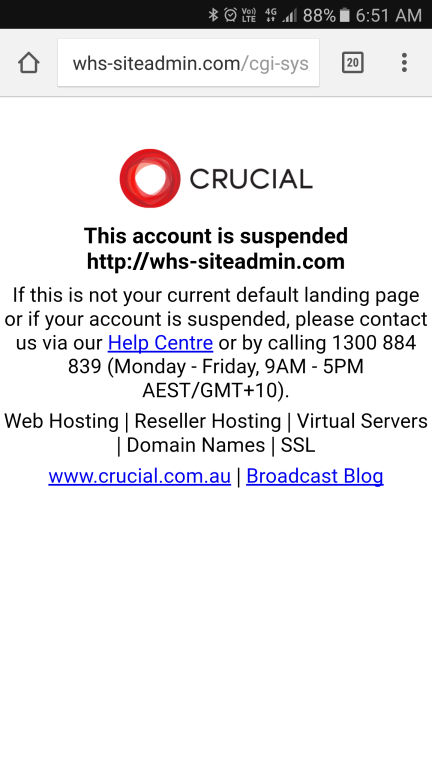 Vo)) LTE 4G 88% 6:51 AM
whs-siteadmin.com/cgi-sys 20
CRUCIAL
This account is suspended
http://whs-siteadmin.com
If this is not your current default landing page
or if your account is suspended, please contact
us via our Help Centre or by calling 1300 884
839 (Monday - Friday, 9AM - 5PM
AEST/GMT+10).
Web Hosting | Reseller Hosting | Virtual Servers
| Domain Names | SSL
www.crucial.com.au | Broadcast Blog